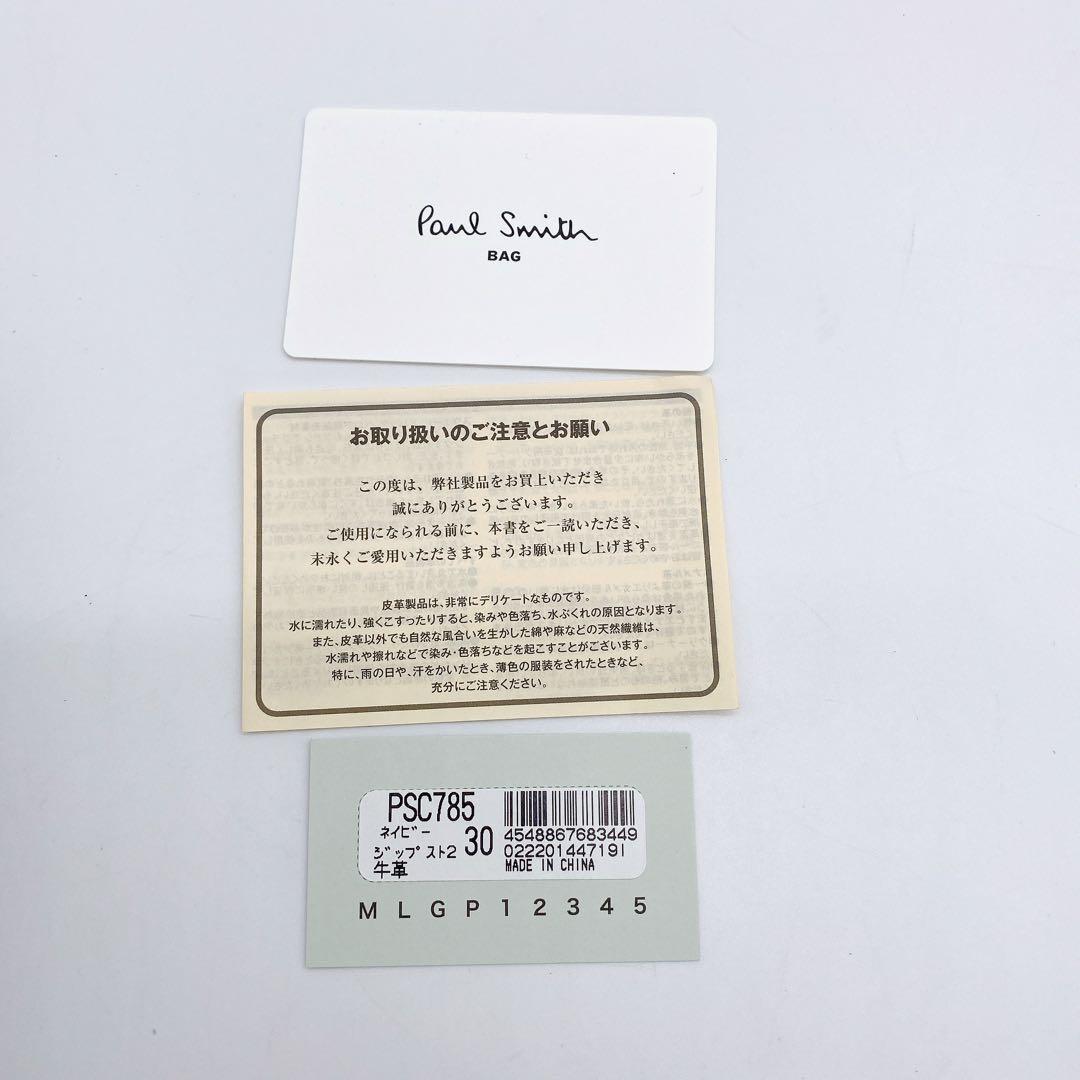 Paul Smith
BAG
お取り扱いのご注意とお願い
この度は、弊社製品をお買上いただき
誠にありがとうございます。
ご使用になられる前に、本書をご一読いただき、
末永くご愛用いただきますようお願い申し上げます。
皮革製品は、非常にデリケートなものです。
水に濡れたり、強くこすったりすると、染みや色落ち、水ぶくれの原因となります。
また、皮革以外でも自然な風合いを生かした綿や麻などの天然繊維は、
水濡れや擦れなどで染み・色落ちなどを起こすことがございます。
特に、雨の日や、汗をかいたとき、薄色の服装をされたときなど、
充分にご注意ください。
PSC785
ネイビー
ジップスト2
30
牛革
4548867683449
022201447191
MADE IN CHINA
M L G P 1 2 3 4 5